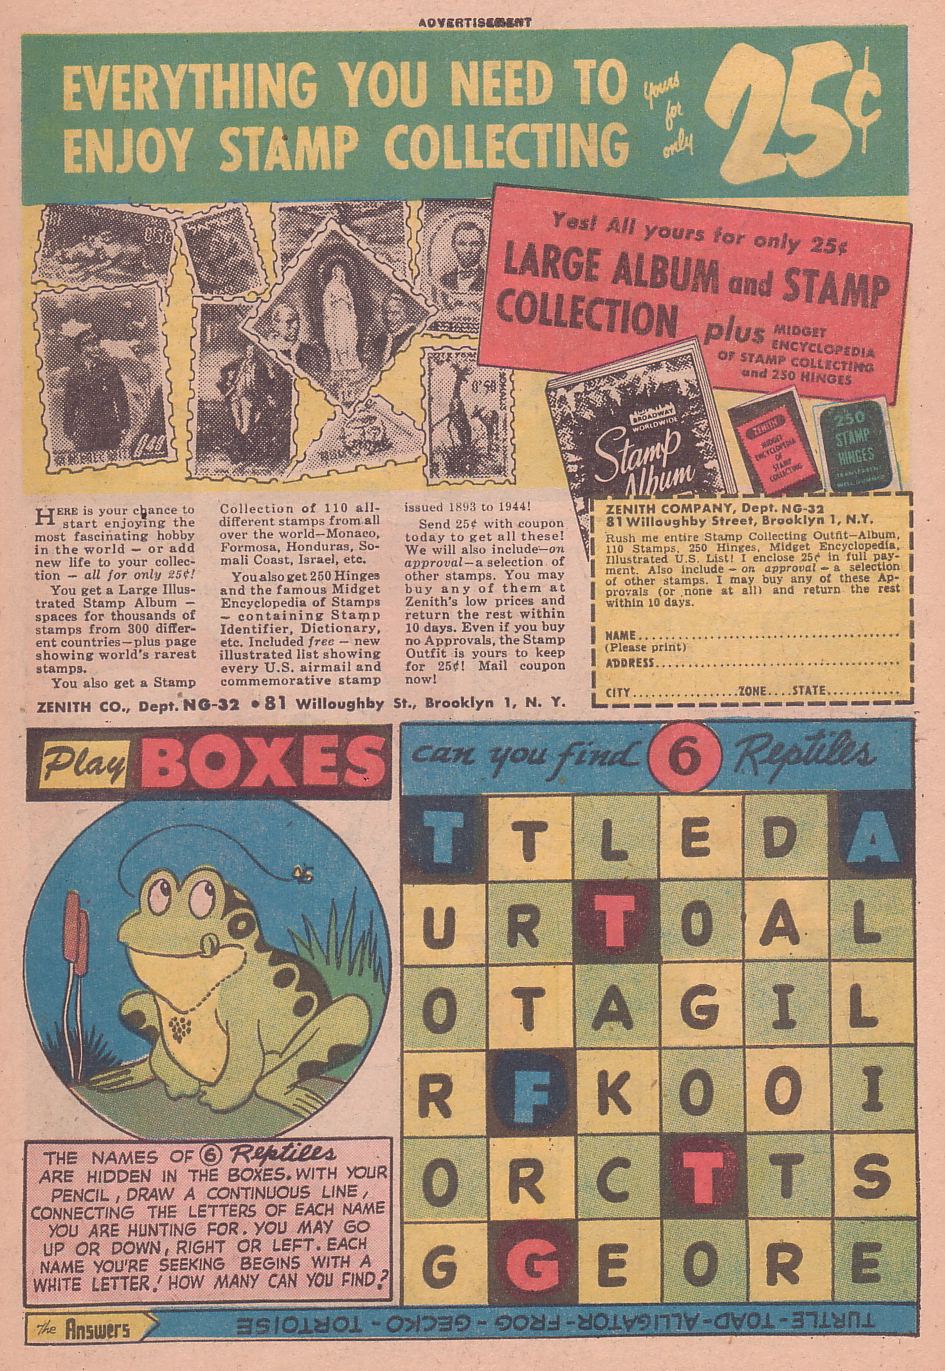 ADVERTISEMENT
EVERYTHING YOU NEED TO
ENJOY STAMP COLLECTING
Yours
for
only
25¢
Yes! All yours for only 25¢
LARGE ALBUM and STAMP
COLLECTION plus MIDGET
ENCYCLOPEDIA
OF STAMP COLLECTING
and 250 HINGES
0'50
BROADWAY
WORLDWIDE
Stamp
Album
ZENITH
MIDGET
ENCYCLOPEDIA
OF
STAMP
COLLECTING
250
STAMP
HINGES
TRANSPARENT
WELL GUMMED
HERE is your chance to
start enjoying the
most fascinating hobby
in the world – or add
new life to your collec-
tion – all for only 25¢!
You get a Large Illus-
trated Stamp Album –
spaces for thousands of
stamps from 300 differ-
ent countries–plus page
showing world's rarest
stamps.
You also get a Stamp
Collection of 110 all-
different stamps from all
over the world—Monaco,
Formosa, Honduras, So-
mali Coast, Israel, etc.
You also get 250 Hinges
and the famous Midget
Encyclopedia of Stamps
– containing Stamp
Identifier, Dictionary,
etc. Included free – new
illustrated list showing
every U.S. airmail and
commemorative stamp
issued 1893 to 1944!
Send 25¢ with coupon
today to get all these!
We will also include—on
approval—a selection of
other stamps. You may
buy any of them at
Zenith's low prices and
return the rest within
10 days. Even if you buy
no Approvals, the Stamp
Outfit is yours to keep
for 25¢! Mail coupon
now!
ZENITH CO., Dept. NG-32 • 81 Willoughby St., Brooklyn 1, N. Y.
ZENITH COMPANY, Dept. NG-32
81 Willoughby Street, Brooklyn 1, N.Y.
Rush me entire Stamp Collecting Outfit—Album,
110 Stamps, 250 Hinges, Midget Encyclopedia,
Illustrated U.S. List! I enclose 25¢ in full pay-
ment. Also include – on approval – a selection
of other stamps. I may buy any of these Ap-
provals (or none at all) and return the rest
within 10 days.
NAME
(Please print)
ADDRESS
CITY ZONE STATE
Play BOXES
can you find 6 Reptiles
T T L E D A
U R T O A L
O T A G I L
R F K O O I
O R C T T S
G G E O R E
THE NAMES OF 6 Reptiles
ARE HIDDEN IN THE BOXES. WITH YOUR
PENCIL, DRAW A CONTINUOUS LINE,
CONNECTING THE LETTERS OF EACH NAME
YOU ARE HUNTING FOR. YOU MAY GO
UP OR DOWN, RIGHT OR LEFT. EACH
NAME YOU'RE SEEKING BEGINS WITH A
WHITE LETTER! HOW MANY CAN YOU FIND?
The Answers
TURTLE-TOAD-ALLIGATOR-FROG-GECKO-TORTOISE